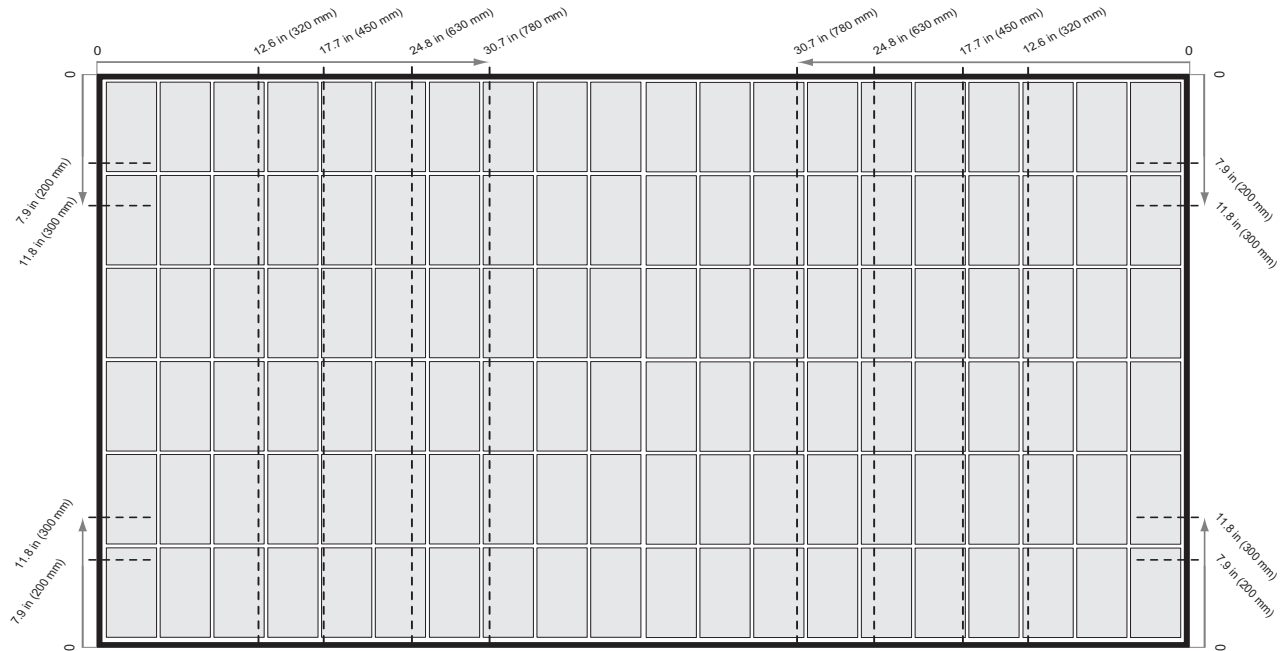 12.6 in (320 mm)
17.7 in (450 mm)
24.8 in (630 mm)
30.7 in (780 mm)
30.7 in (780 mm)
24.8 in (630 mm)
17.7 in (450 mm)
12.6 in (320 mm)
0
0
0
0
7.9 in (200 mm)
11.8 in (300 mm)
7.9 in (200 mm)
11.8 in (300 mm)
11.8 in (300 mm)
7.9 in (200 mm)
11.8 in (300 mm)
7.9 in (200 mm)
0
0